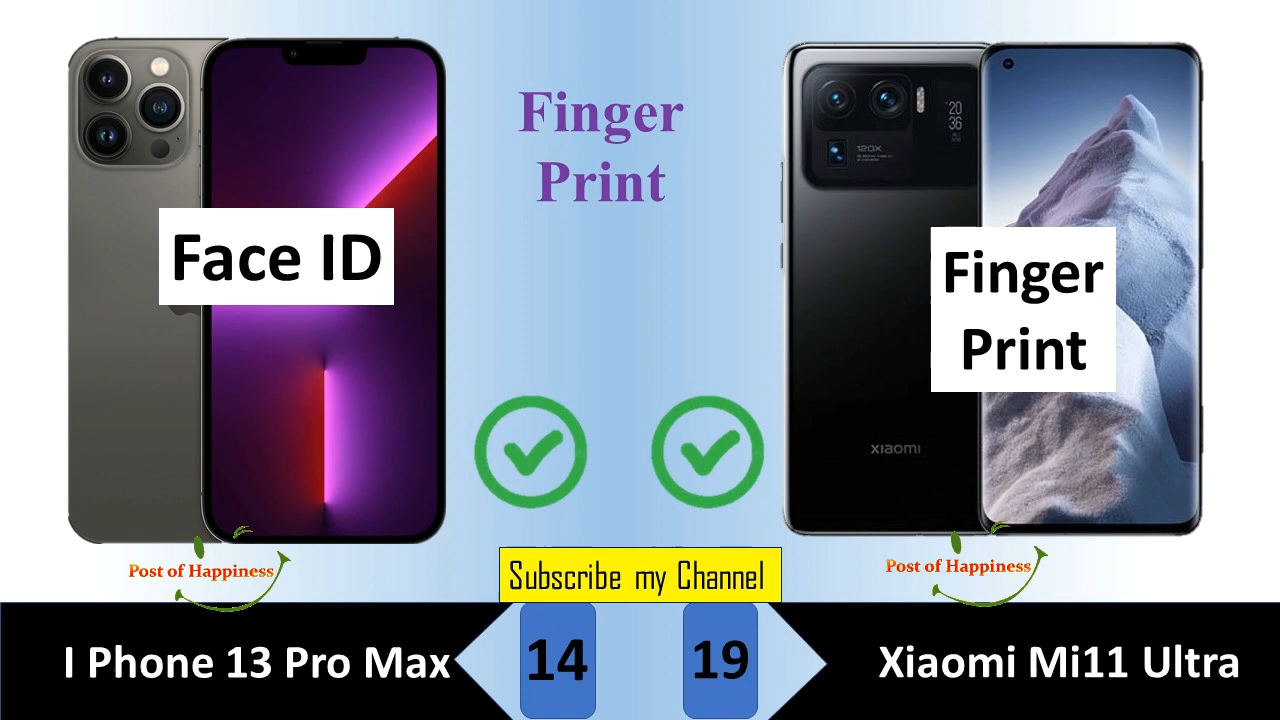 Finger
Print
Face ID
Finger
Print
20
36
120X
xiaomi
Post of Happiness
Post of Happiness
Subscribe my Channel
I Phone 13 Pro Max
14
19
Xiaomi Mi11 Ultra